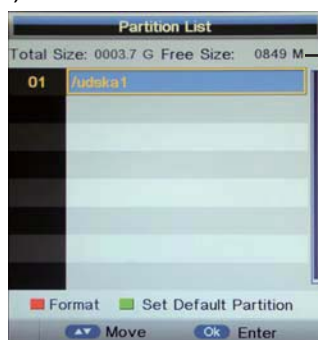 Partition List
Total Size: 0003.7 G Free Size: 0849 M
01 /udska1
Format Set Default Partition
Move Ok Enter